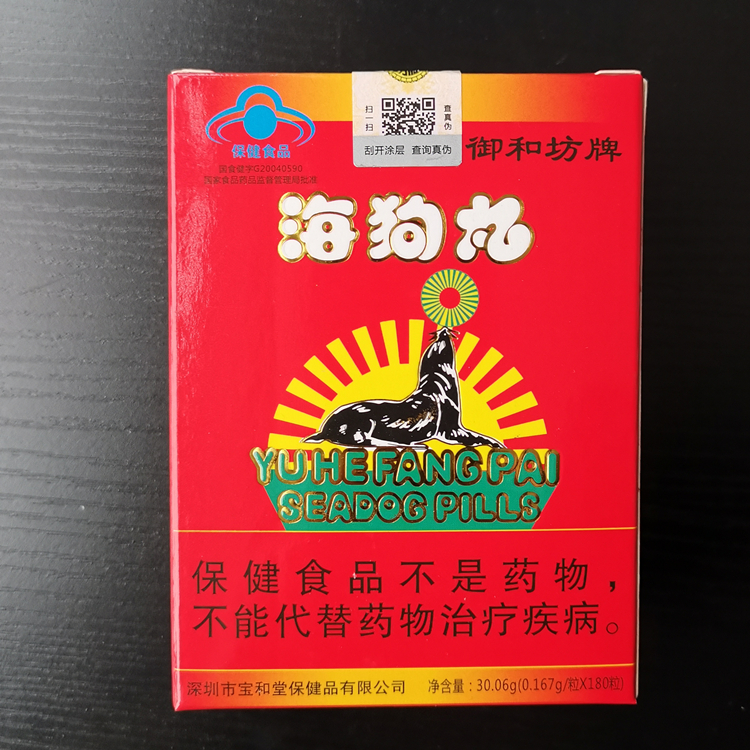 扫一扫
查真伪
刮开涂层 查询真伪
保健食品
国食健字G20040590
国家食品药品监督管理局批准
御和坊牌
海狗丸
YUHEFANGPAI
SEADOG PILLS
保健食品不是药物，
不能代替药物治疗疾病。
深圳市宝和堂保健品有限公司 净含量：30.06g(0.167g/粒X180粒)